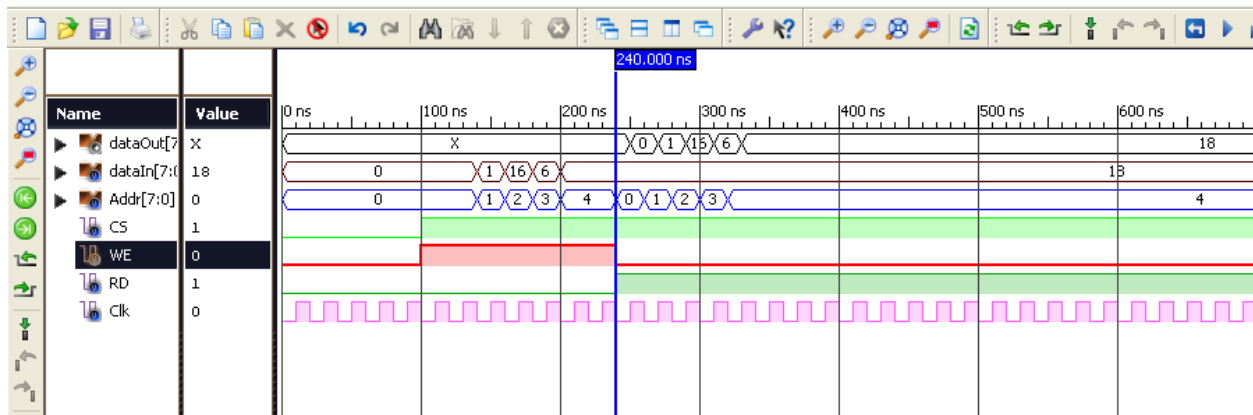 240.000 ns
Name Value 0 ns 100 ns 200 ns 300 ns 400 ns 500 ns 600 ns
dataOut[7 X X 0 1 16 6 18
dataIn[7:( 18 0 1 16 6 18
Addr[7:0] 0 0 1 2 3 4 0 1 2 3 4
CS 1
WE 0
RD 1
Clk 0